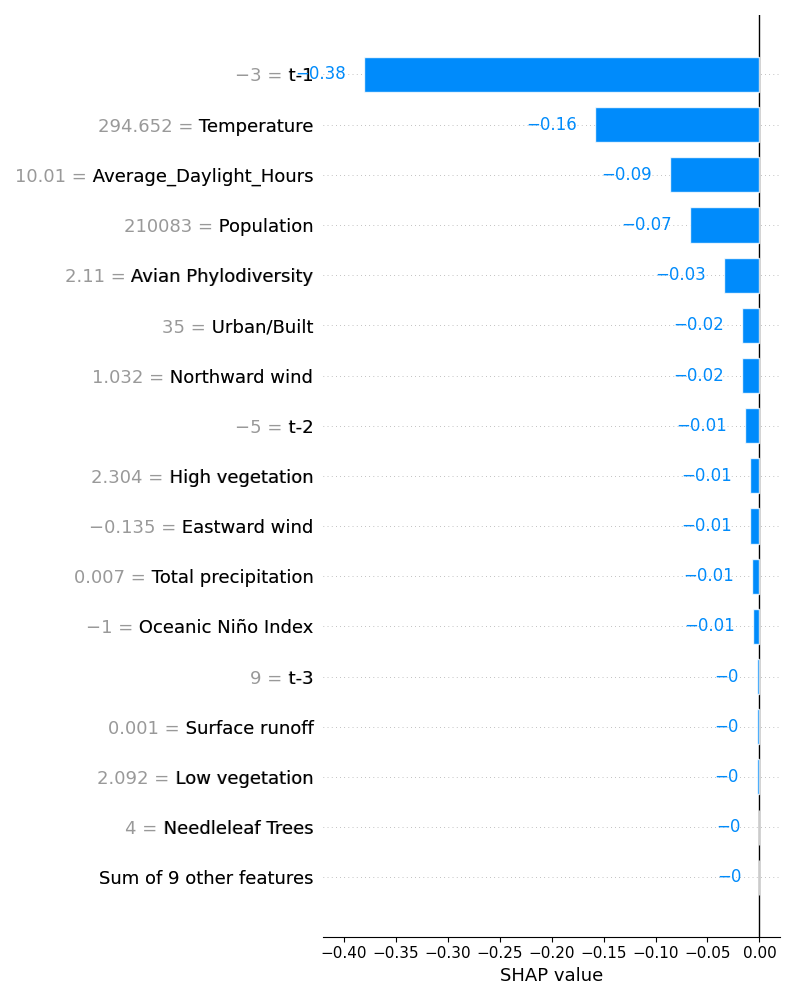 −3 = t-1 −0.38
294.652 = Temperature −0.16
10.01 = Average_Daylight_Hours −0.09
210083 = Population −0.07
2.11 = Avian Phylodiversity −0.03
35 = Urban/Built −0.02
1.032 = Northward wind −0.02
−5 = t-2 −0.01
2.304 = High vegetation −0.01
−0.135 = Eastward wind −0.01
0.007 = Total precipitation −0.01
−1 = Oceanic Niño Index −0.01
9 = t-3 −0
0.001 = Surface runoff −0
2.092 = Low vegetation −0
4 = Needleleaf Trees −0
Sum of 9 other features −0
−0.40 −0.35 −0.30 −0.25 −0.20 −0.15 −0.10 −0.05 0.00
SHAP value